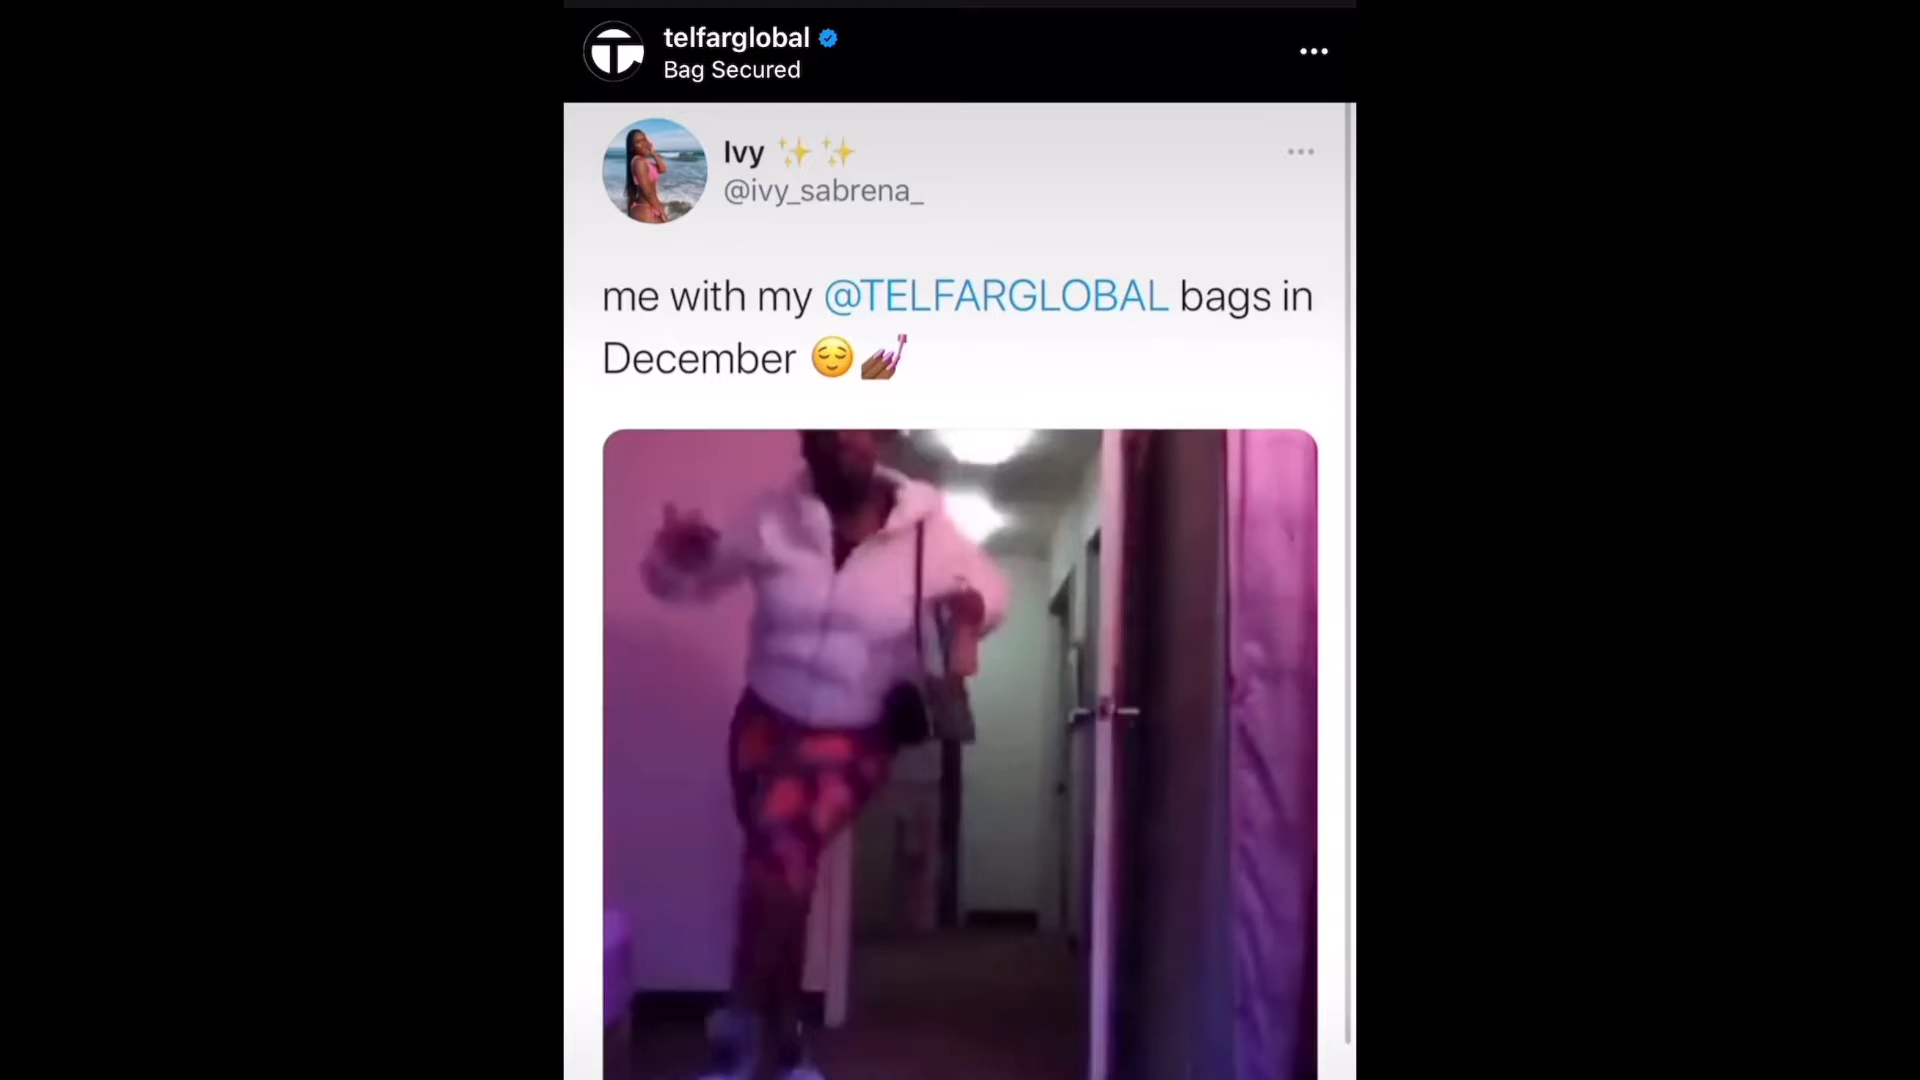 telfarglobal
Bag Secured
Ivy ✨ ✨
@ivy_sabrena_
me with my @TELFARGLOBAL bags in
December 😌💅🏾